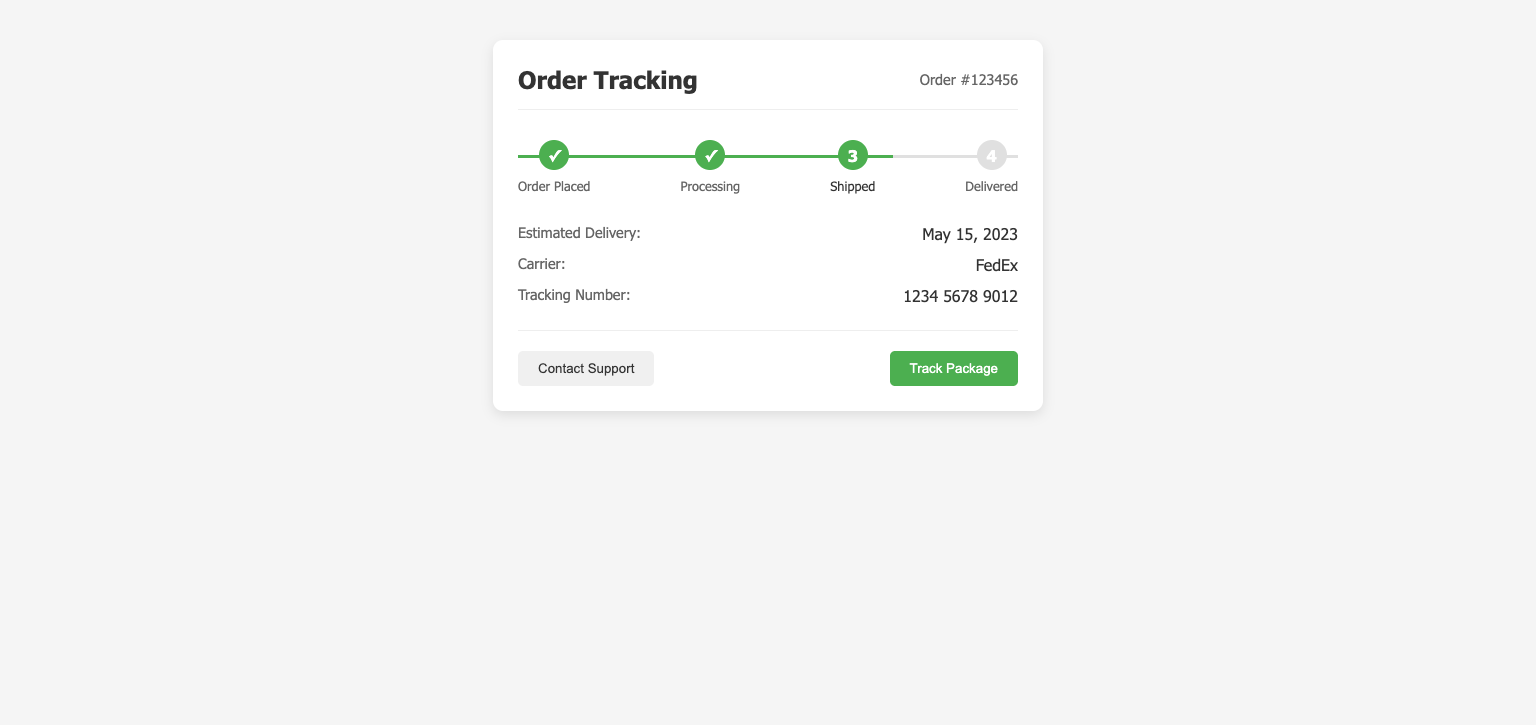 Order Tracking
Order #123456
✓ ✓ 3 4
Order Placed Processing Shipped Delivered
Estimated Delivery: May 15, 2023
Carrier: FedEx
Tracking Number: 1234 5678 9012
Contact Support Track Package